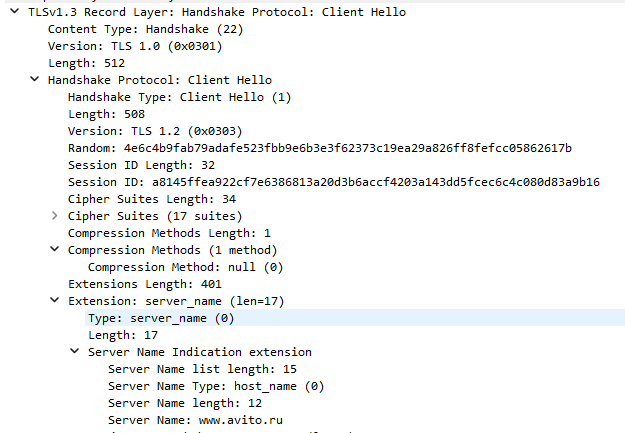 TLSv1.3 Record Layer: Handshake Protocol: Client Hello
Content Type: Handshake (22)
Version: TLS 1.0 (0x0301)
Length: 512
Handshake Protocol: Client Hello
Handshake Type: Client Hello (1)
Length: 508
Version: TLS 1.2 (0x0303)
Random: 4e6c4b9fab79adafe523fbb9e6b3e3f62373c19ea29a826ff8fefcc05862617b
Session ID Length: 32
Session ID: a8145ffea922cf7e6386813a20d3b6accf4203a143dd5fcec6c4c080d83a9b16
Cipher Suites Length: 34
Cipher Suites (17 suites)
Compression Methods Length: 1
Compression Methods (1 method)
Compression Method: null (0)
Extensions Length: 401
Extension: server_name (len=17)
Type: server_name (0)
Length: 17
Server Name Indication extension
Server Name list length: 15
Server Name Type: host_name (0)
Server Name length: 12
Server Name: www.avito.ru